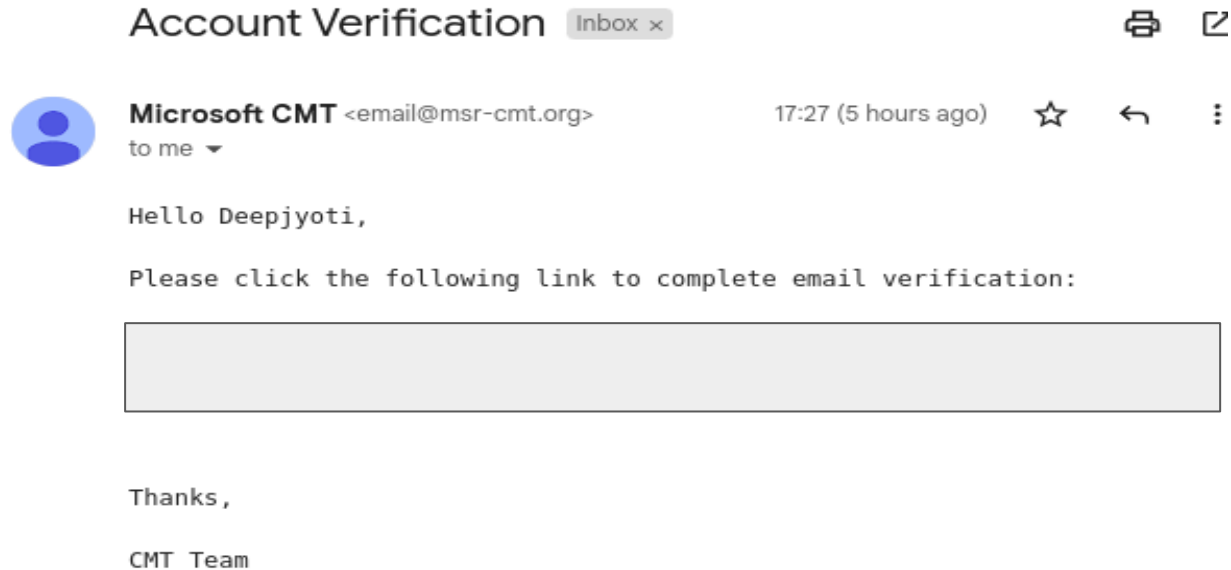 Account Verification Inbox ×
Microsoft CMT <email@msr-cmt.org> 17:27 (5 hours ago)
to me
Hello Deepjyoti,
Please click the following link to complete email verification:
Thanks,
CMT Team